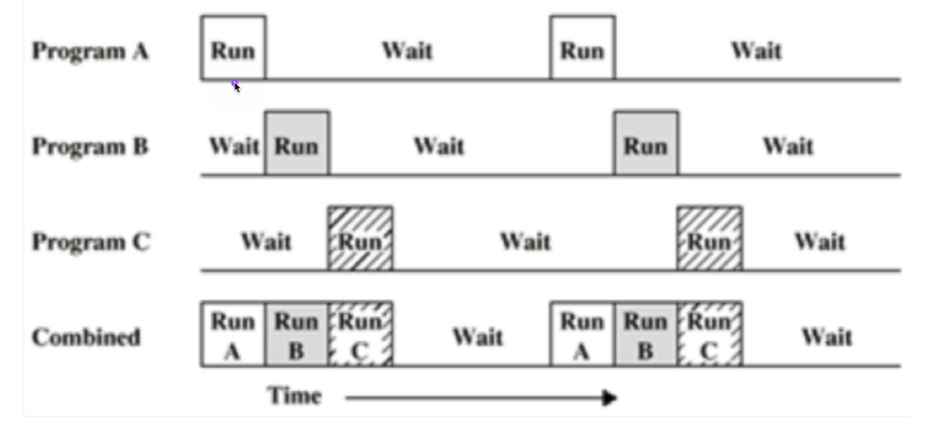 Program A Run Wait Run Wait
Program B Wait Run Wait Run Wait
Program C Wait Run Wait Run Wait
Combined Run A Run B Run C Wait Run A Run B Run C Wait
Time